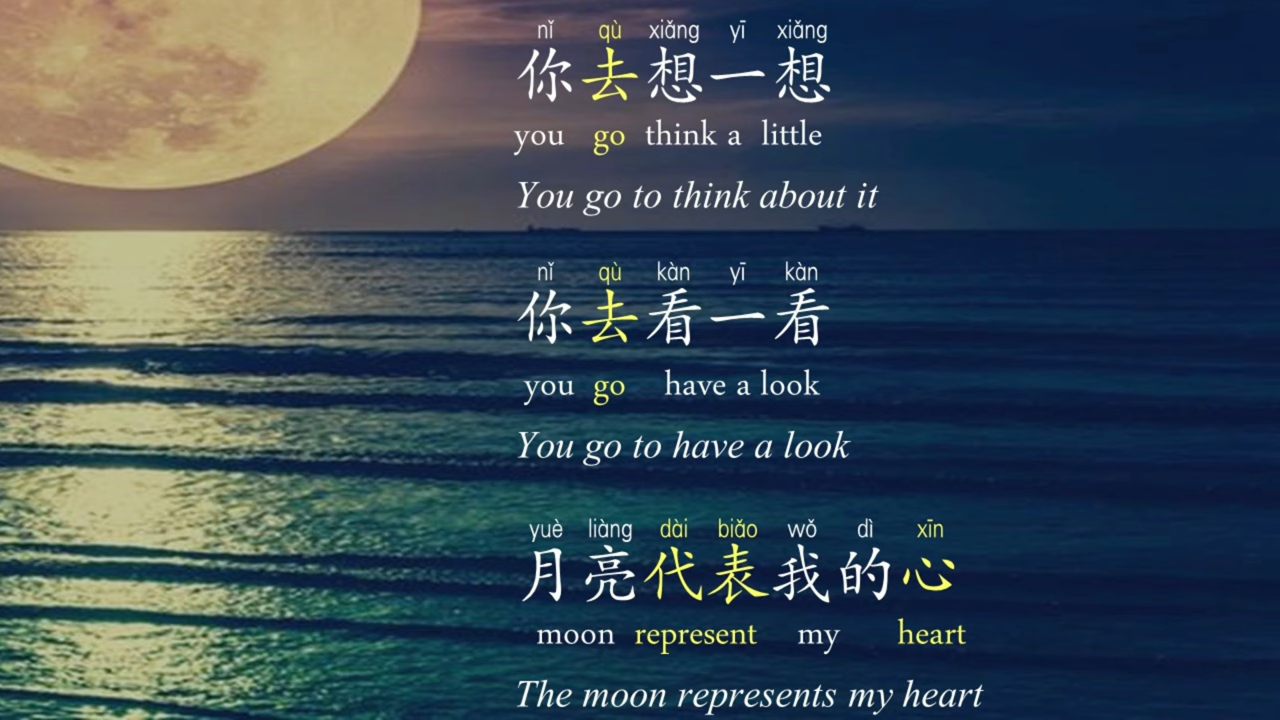 nǐ qù xiǎng yī xiǎng
你去想一想
you go think a little
You go to think about it
nǐ qù kàn yī kàn
你去看一看
you go have a look
You go to have a look
yuè liàng dài biǎo wǒ dì xīn
月亮代表我的心
moon represent my heart
The moon represents my heart